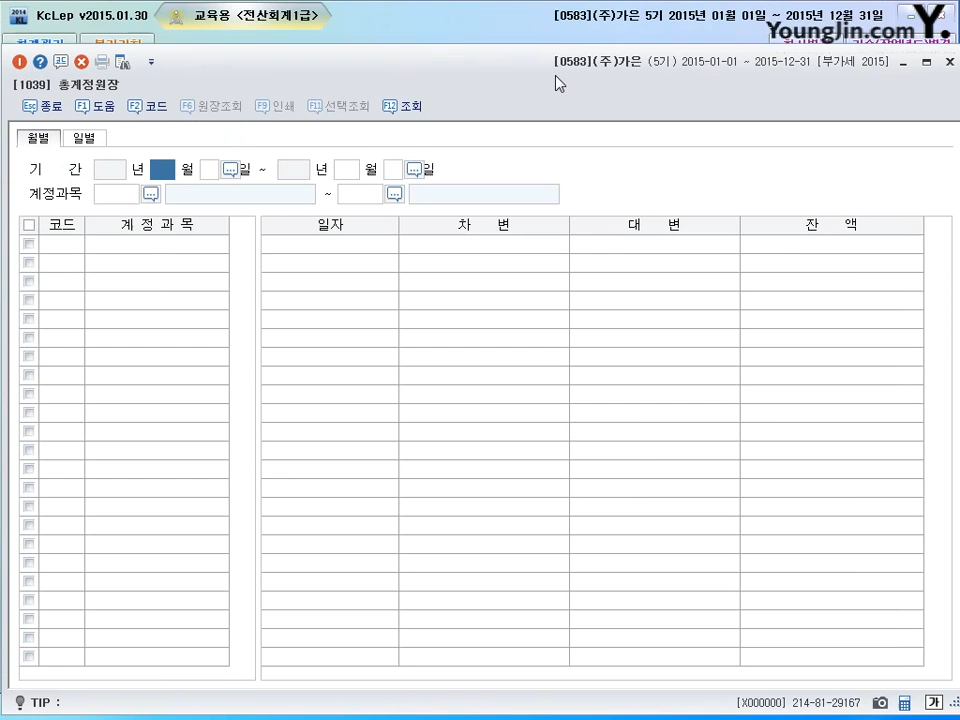 KcLep v2015.01.30 교육용 <전산회계1급> [0583](주)가은 5기 2015년 01월 01일 ~ 2015년 12월 31일
YoungJin.com Y.
[0583](주)가은 (5기) 2015-01-01 ~ 2015-12-31 [부가세 2015]
[1039] 총계정원장
Esc 종료 F1 도움 F2 코드 F6 원장조회 F9 인쇄 F11 선택조회 F12 조회
월별 일별
기 간 년 월 일 ~ 년 월 일
계정과목 ~
코드 계 정 과 목 일자 차 변 대 변 잔 액
TIP : [X000000] 214-81-29167 가